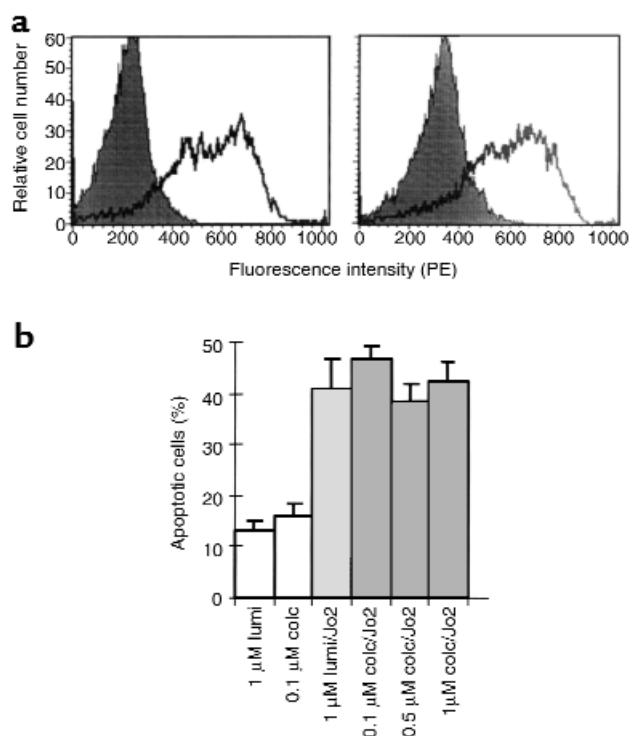 a
Relative cell number
60
50
40
30
20
10
0
0 200 400 600 800 1000
0 200 400 600 800 1000
Fluorescence intensity (PE)
b
Apoptotic cells (%)
50
40
30
20
10
0
1 µM lumi
0.1 µM colc
1 µM lumi/Jo2
0.1 µM colc/Jo2
0.5 µM colc/Jo2
1µM colc/Jo2